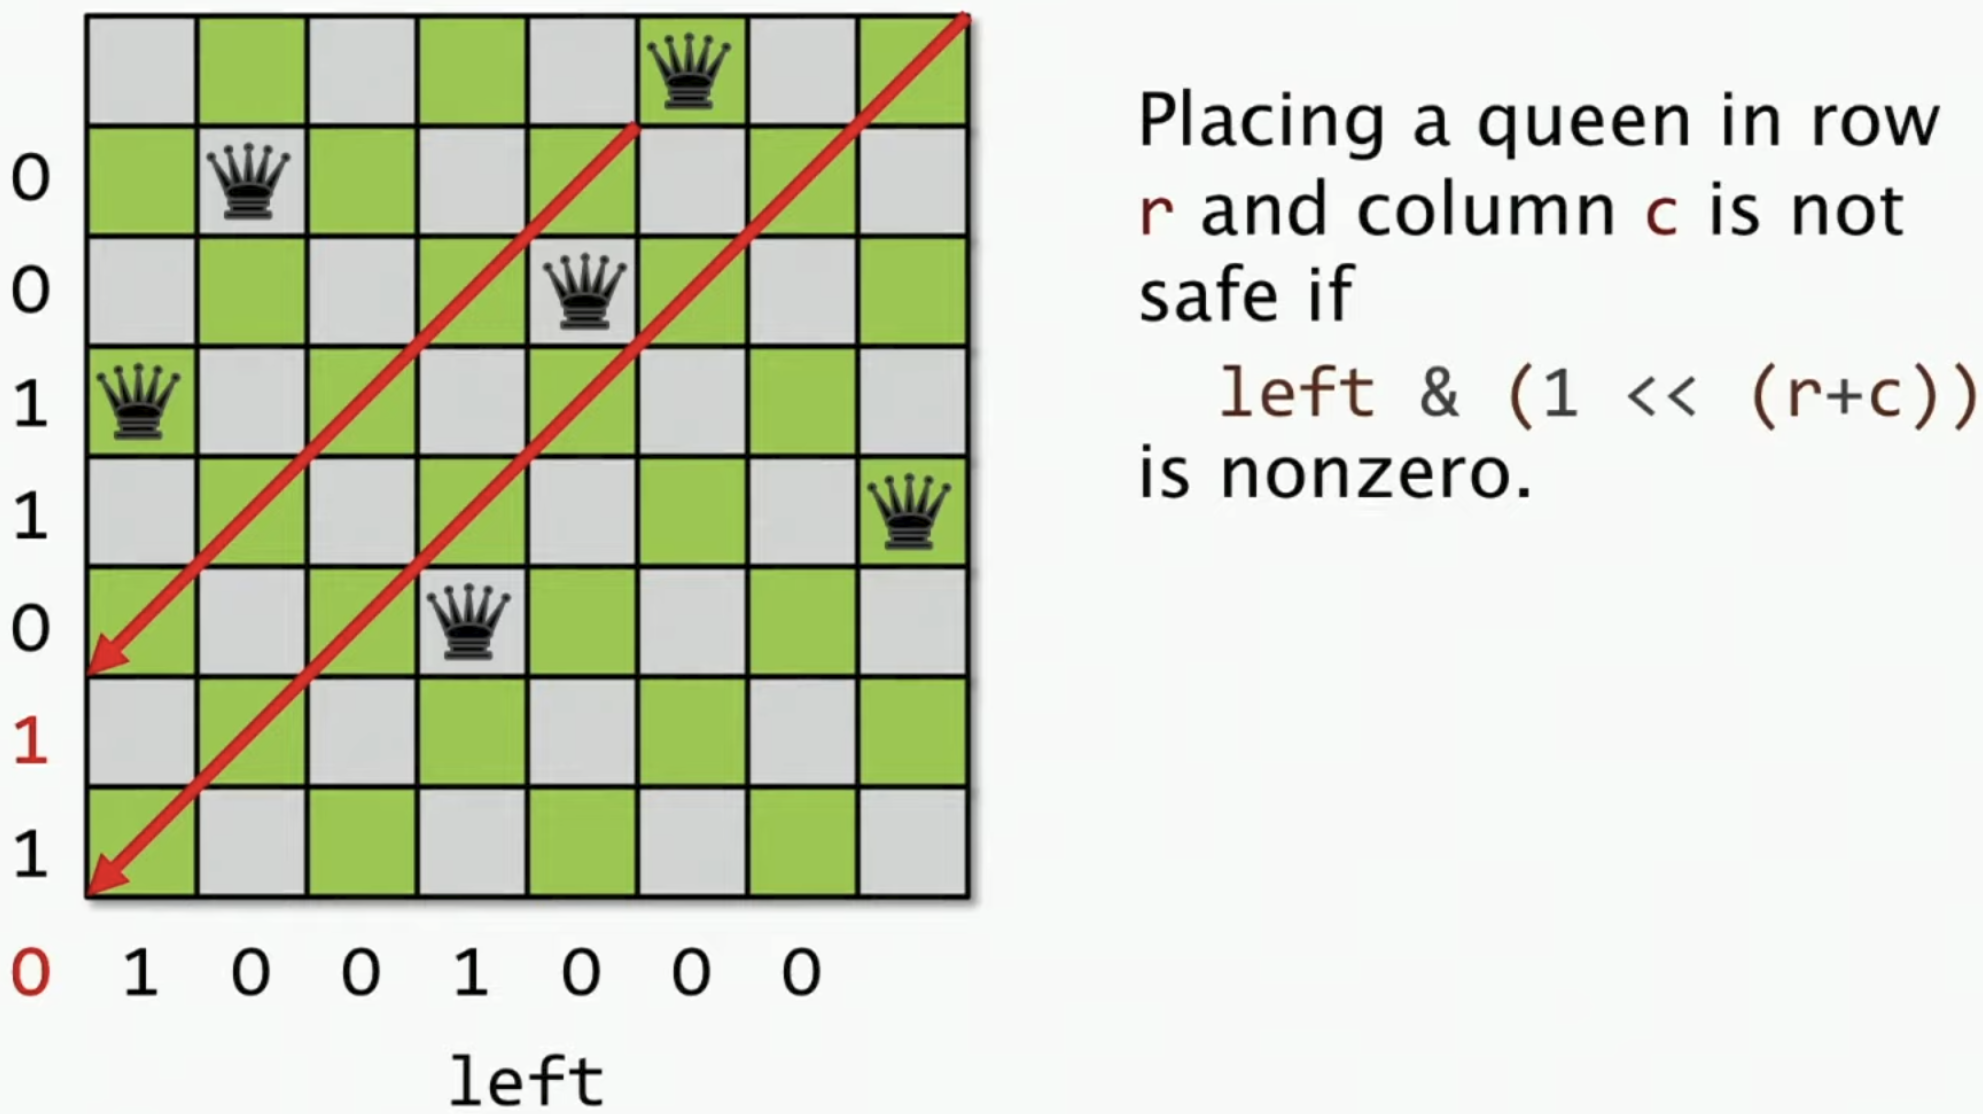 Placing a queen in row
r and column c is not
safe if
left & (1 << (r+c))
is nonzero.
0
0
1
1
0
1
1
0 1 0 0 1 0 0 0
left